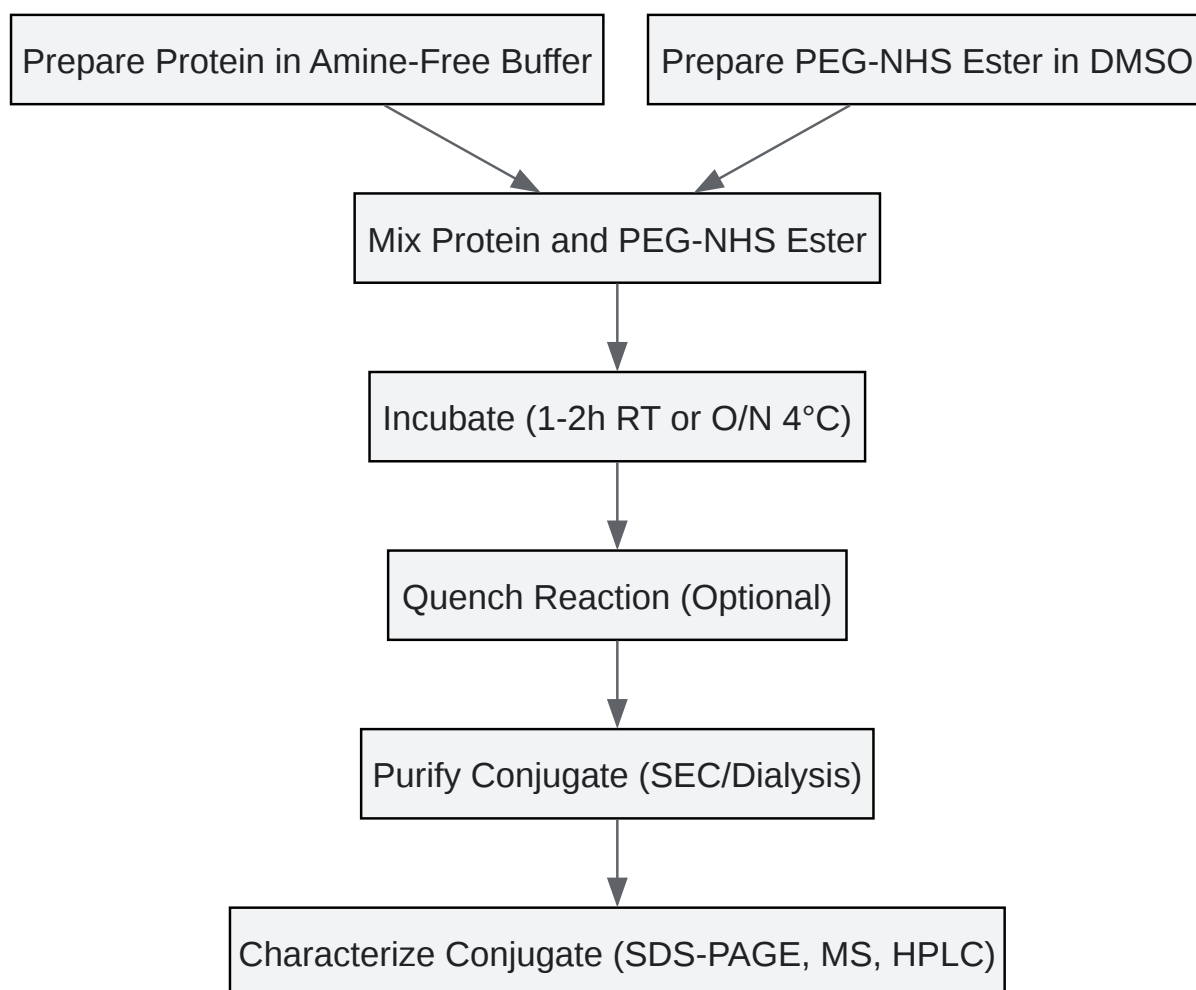 Prepare Protein in Amine-Free Buffer
Prepare PEG-NHS Ester in DMSO
Mix Protein and PEG-NHS Ester
Incubate (1-2h RT or O/N 4°C)
Quench Reaction (Optional)
Purify Conjugate (SEC/Dialysis)
Characterize Conjugate (SDS-PAGE, MS, HPLC)